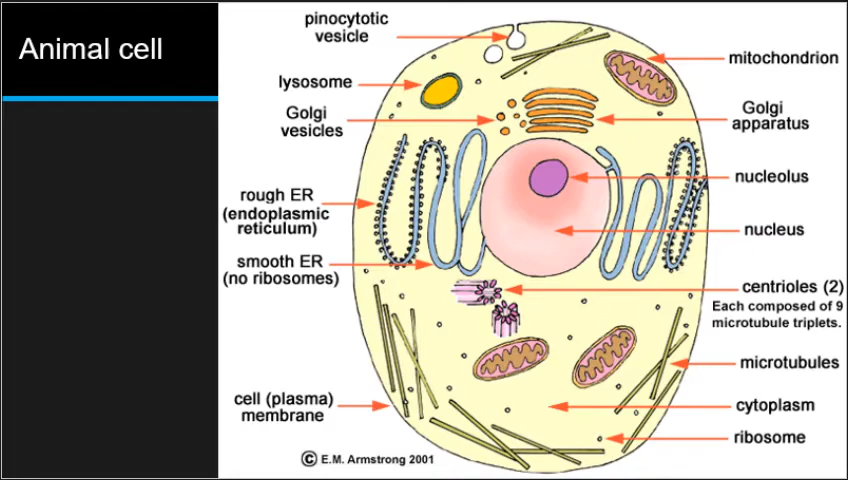 Animal cell
pinocytotic
vesicle
mitochondrion
lysosome
Golgi
vesicles
Golgi
apparatus
nucleolus
rough ER
(endoplasmic
reticulum)
nucleus
smooth ER
(no ribosomes)
centrioles (2)
Each composed of 9
microtubule triplets.
microtubules
cell (plasma)
membrane
cytoplasm
ribosome
© E.M. Armstrong 2001